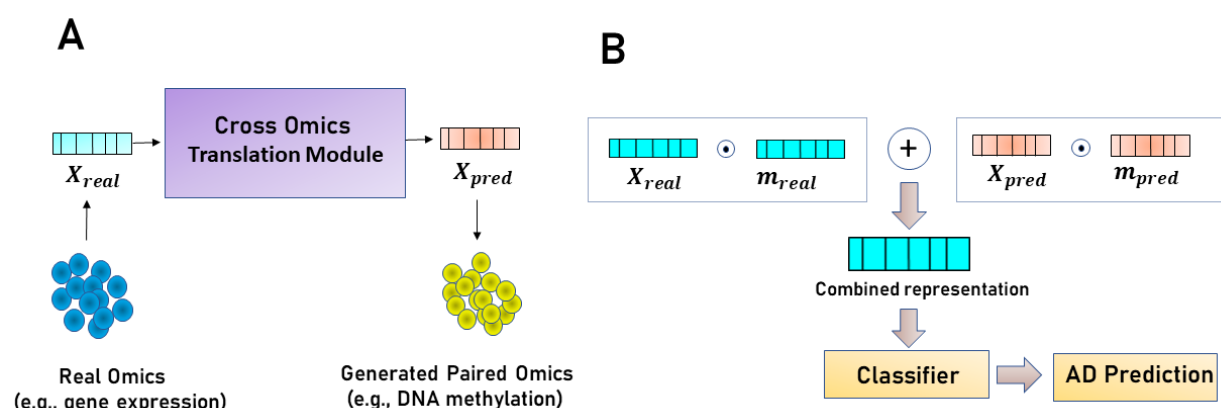 A
Cross Omics
Translation Module
X_real
X_pred
Real Omics
(e.g., gene expression)
Generated Paired Omics
(e.g., DNA methylation)
B
X_real
m_real
+
X_pred
m_pred
Combined representation
Classifier
AD Prediction